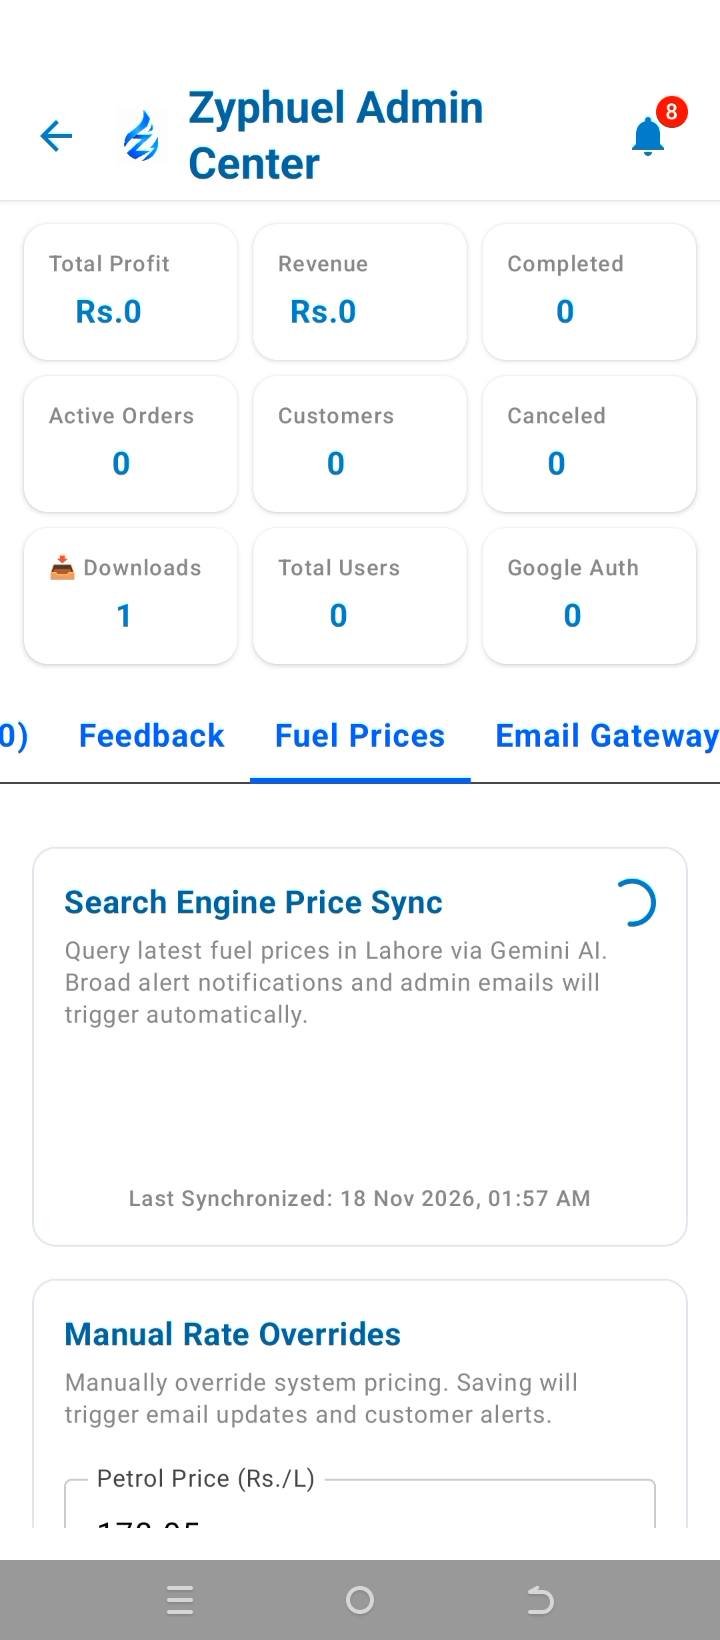 Zyphuel Admin
Center
8
Total Profit
Rs.0
Revenue
Rs.0
Completed
0
Active Orders
0
Customers
0
Canceled
0
Downloads
1
Total Users
0
Google Auth
0
0)
Feedback
Fuel Prices
Email Gateway
Search Engine Price Sync
Query latest fuel prices in Lahore via Gemini AI.
Broad alert notifications and admin emails will
trigger automatically.
Last Synchronized: 18 Nov 2026, 01:57 AM
Manual Rate Overrides
Manually override system pricing. Saving will
trigger email updates and customer alerts.
Petrol Price (Rs./L)